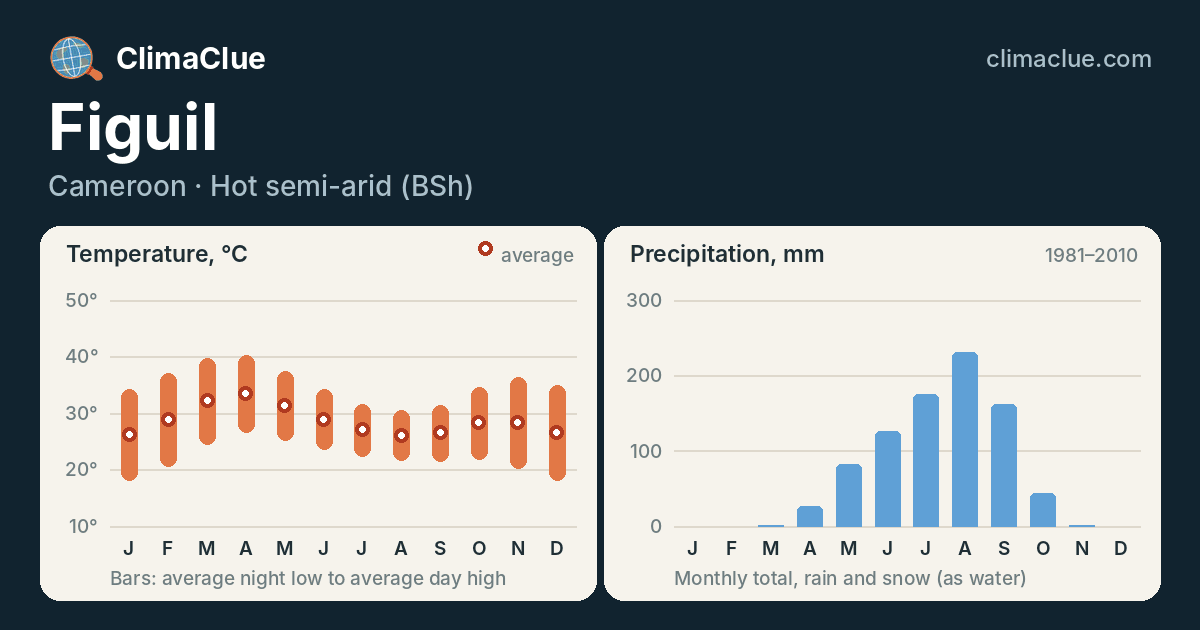 ClimaClue
climaclue.com
Figuil
Cameroon · Hot semi-arid (BSh)
Temperature, °C
average
50°
40°
30°
20°
10°
J F M A M J J A S O N D
Bars: average night low to average day high
Precipitation, mm
1981–2010
300
200
100
0
J F M A M J J A S O N D
Monthly total, rain and snow (as water)